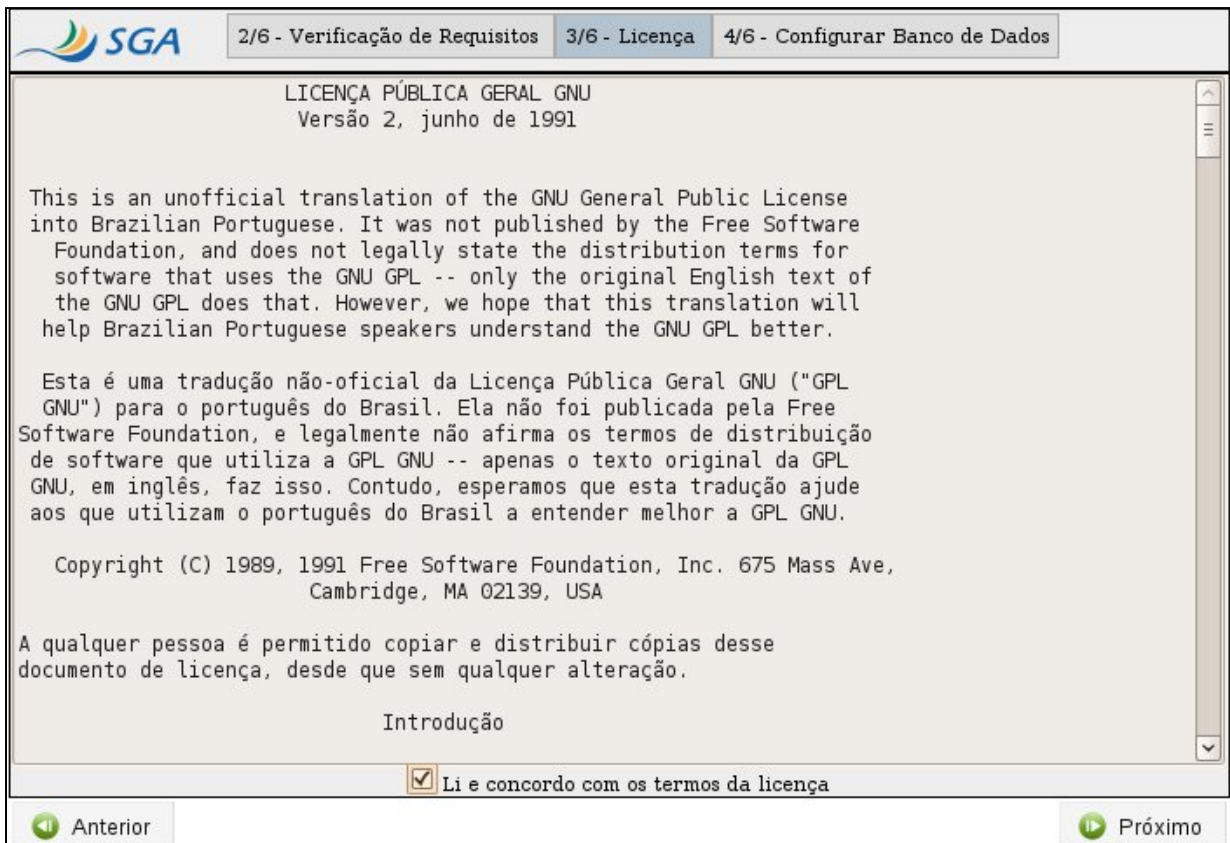 SGA 2/6 - Verificação de Requisitos 3/6 - Licença 4/6 - Configurar Banco de Dados
LICENÇA PÚBLICA GERAL GNU
Versão 2, junho de 1991
This is an unofficial translation of the GNU General Public License
into Brazilian Portuguese. It was not published by the Free Software
Foundation, and does not legally state the distribution terms for
software that uses the GNU GPL -- only the original English text of
the GNU GPL does that. However, we hope that this translation will
help Brazilian Portuguese speakers understand the GNU GPL better.
Esta é uma tradução não-oficial da Licença Pública Geral GNU ("GPL
GNU") para o português do Brasil. Ela não foi publicada pela Free
Software Foundation, e legalmente não afirma os termos de distribuição
de software que utiliza a GPL GNU -- apenas o texto original da GPL
GNU, em inglês, faz isso. Contudo, esperamos que esta tradução ajude
aos que utilizam o português do Brasil a entender melhor a GPL GNU.
Copyright (C) 1989, 1991 Free Software Foundation, Inc. 675 Mass Ave,
Cambridge, MA 02139, USA
A qualquer pessoa é permitido copiar e distribuir cópias desse
documento de licença, desde que sem qualquer alteração.
Introdução
Li e concordo com os termos da licença
Anterior Próximo